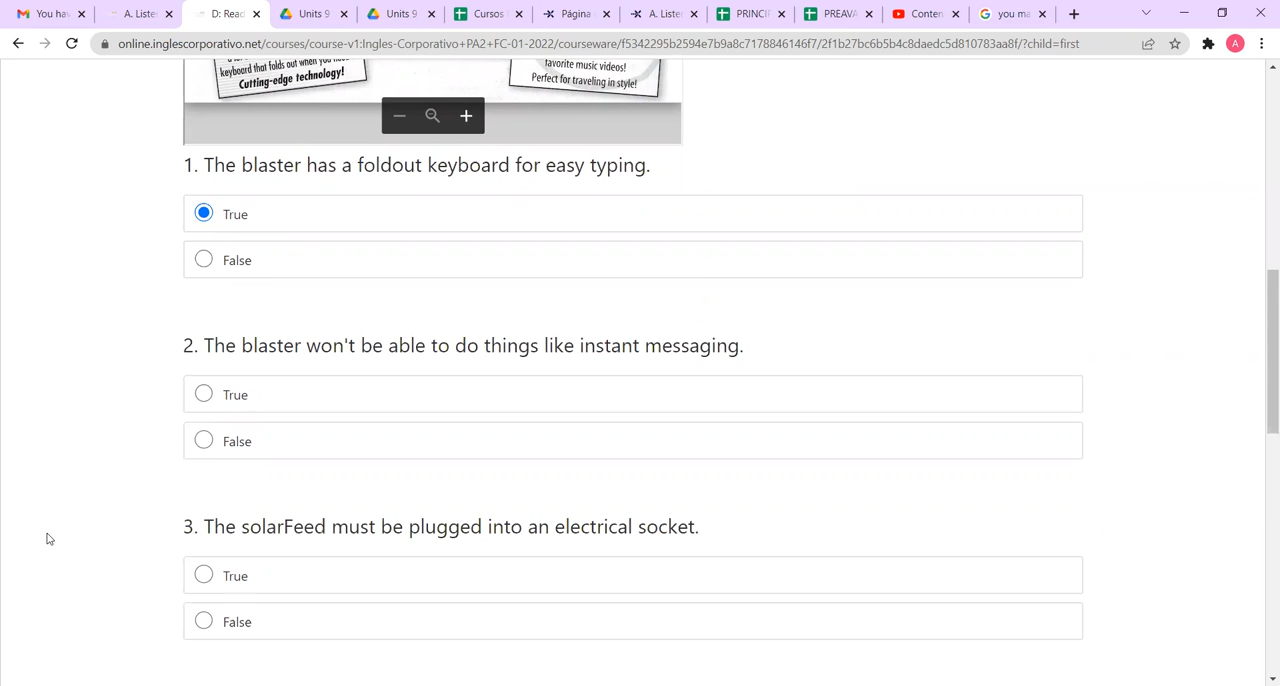 You hav
A. Liste
D: Read
Units 9
Units 9
Cursos
Página
A. Liste
PRINCIP
PREAVA
Conten
you ma
online.inglescorporativo.net/courses/course-v1:Ingles-Corporativo+PA2+FC-01-2022/courseware/f5342295b2594e7b9a8c7178846146f7/2f1b27bc6b5b4c8daedc5d810783aa8f/?child=first
A
keyboard that folds out when you
Cutting-edge technology!
favorite music videos!
Perfect for traveling in style!
1. The blaster has a foldout keyboard for easy typing.
True
False
2. The blaster won't be able to do things like instant messaging.
True
False
3. The solarFeed must be plugged into an electrical socket.
True
False